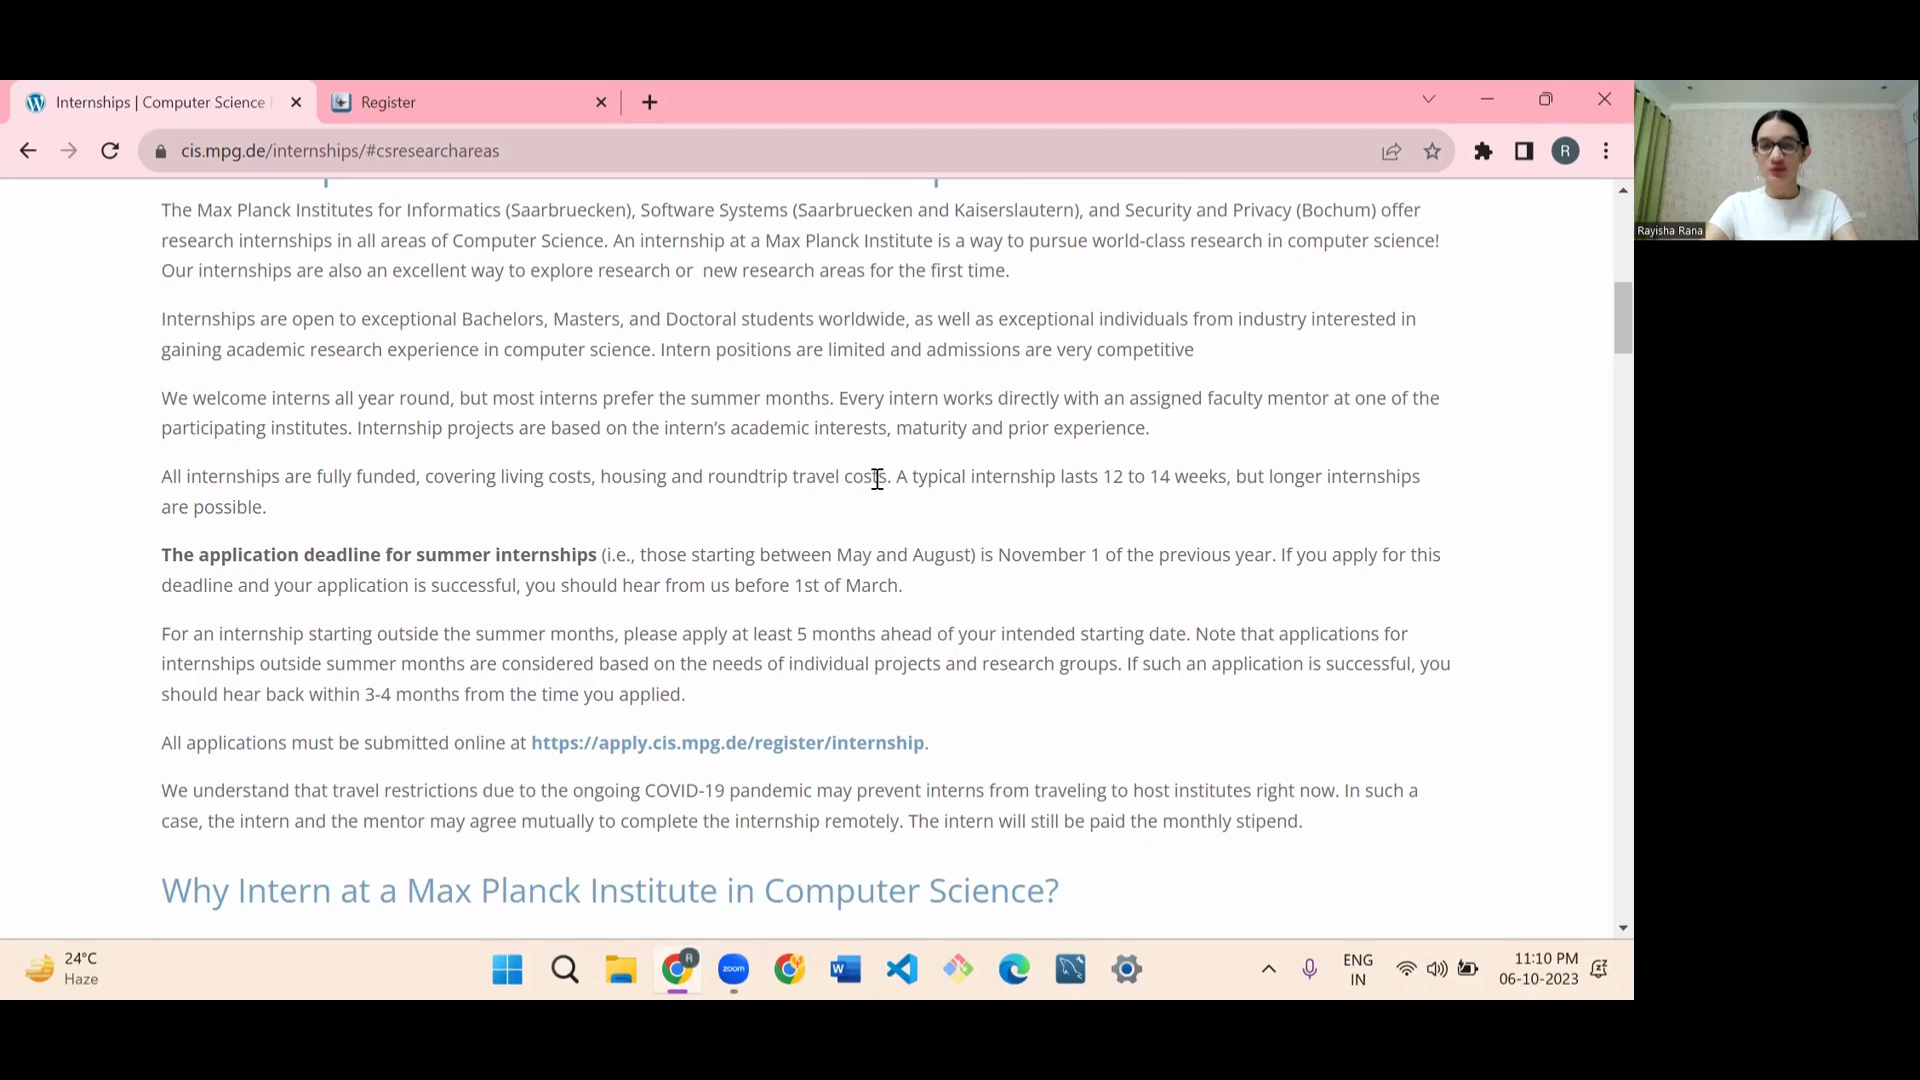 Internships | Computer Science
Register
cis.mpg.de/internships/#csresearchareas
R
Rayisha Rana
The Max Planck Institutes for Informatics (Saarbruecken), Software Systems (Saarbruecken and Kaiserslautern), and Security and Privacy (Bochum) offer
research internships in all areas of Computer Science. An internship at a Max Planck Institute is a way to pursue world-class research in computer science!
Our internships are also an excellent way to explore research or  new research areas for the first time.
Internships are open to exceptional Bachelors, Masters, and Doctoral students worldwide, as well as exceptional individuals from industry interested in
gaining academic research experience in computer science. Intern positions are limited and admissions are very competitive
We welcome interns all year round, but most interns prefer the summer months. Every intern works directly with an assigned faculty mentor at one of the
participating institutes. Internship projects are based on the intern’s academic interests, maturity and prior experience.
All internships are fully funded, covering living costs, housing and roundtrip travel costs. A typical internship lasts 12 to 14 weeks, but longer internships
are possible.
The application deadline for summer internships (i.e., those starting between May and August) is November 1 of the previous year. If you apply for this
deadline and your application is successful, you should hear from us before 1st of March.
For an internship starting outside the summer months, please apply at least 5 months ahead of your intended starting date. Note that applications for
internships outside summer months are considered based on the needs of individual projects and research groups. If such an application is successful, you
should hear back within 3-4 months from the time you applied.
All applications must be submitted online at https://apply.cis.mpg.de/register/internship.
We understand that travel restrictions due to the ongoing COVID-19 pandemic may prevent interns from traveling to host institutes right now. In such a
case, the intern and the mentor may agree mutually to complete the internship remotely. The intern will still be paid the monthly stipend.
Why Intern at a Max Planck Institute in Computer Science?
24°C
Haze
R
zoom
W
ENG
IN
11:10 PM
06-10-2023